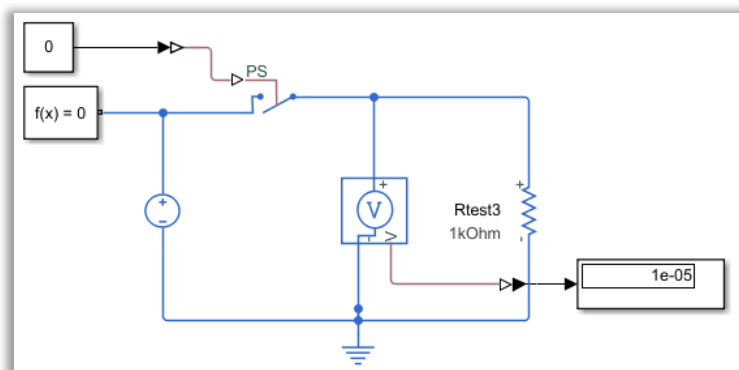 0
PS
f(x) = 0
+
−
+
V
-
V
Rtest3
1kOhm
+
-
1e-05